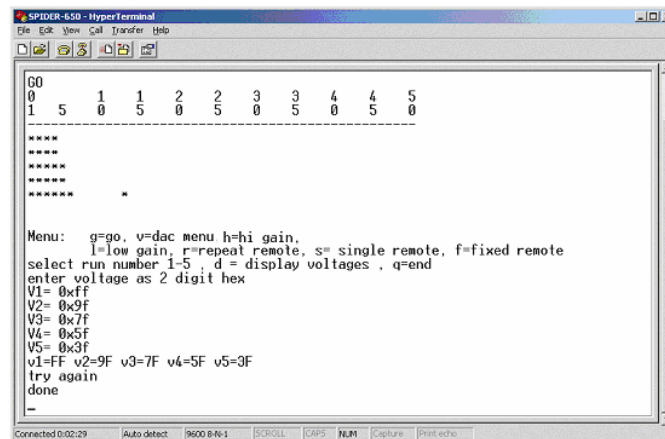 SPIDER-650 - HyperTerminal
File Edit View Call Transfer Help
GO
0 1 1 2 2 3 3 4 4 5
1 5 0 5 0 5 0 5 0 5 0
--------------------------------------------------
****
****
*****
*****
****** *
Menu: g=go, v=dac menu h=hi gain,
l=low gain, r=repeat remote, s= single remote, f=fixed remote
select run number 1-5 , d = display voltages , q=end
enter voltage as 2 digit hex
V1= 0xff
V2= 0x9f
V3= 0x7f
V4= 0x5f
V5= 0x3f
v1=FF v2=9F v3=7F v4=5F v5=3F
try again
done
_
Connected 0:02:29 Auto detect 9600 8-N-1 SCROLL CAPS NUM Capture Print echo